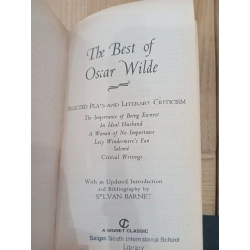 The Best of
Oscar Wilde
SELECTED PLAYS AND LITERARY CRITICISM
The Importance of Being Earnest
An Ideal Husband
A Woman of No Importance
Lady Windermere's Fan
Salomé
Critical Writings
With an Updated Introduction
and Bibliography by
SYLVAN BARNET
A SIGNET CLASSIC
Saigon South International School
Library